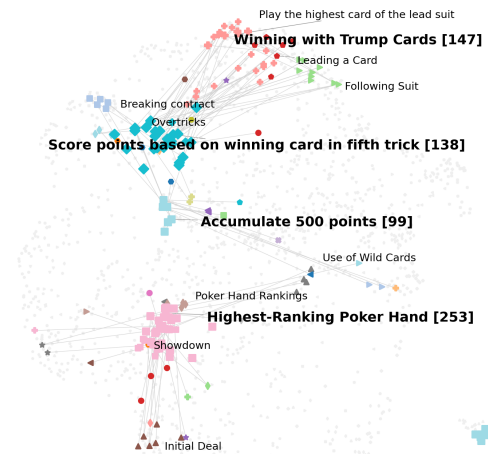 Play the highest card of the lead suit
Winning with Trump Cards [147]
Leading a Card
Following Suit
Breaking contract
Overtricks
Score points based on winning card in fifth trick [138]
Accumulate 500 points [99]
Use of Wild Cards
Poker Hand Rankings
Highest-Ranking Poker Hand [253]
Showdown
Initial Deal